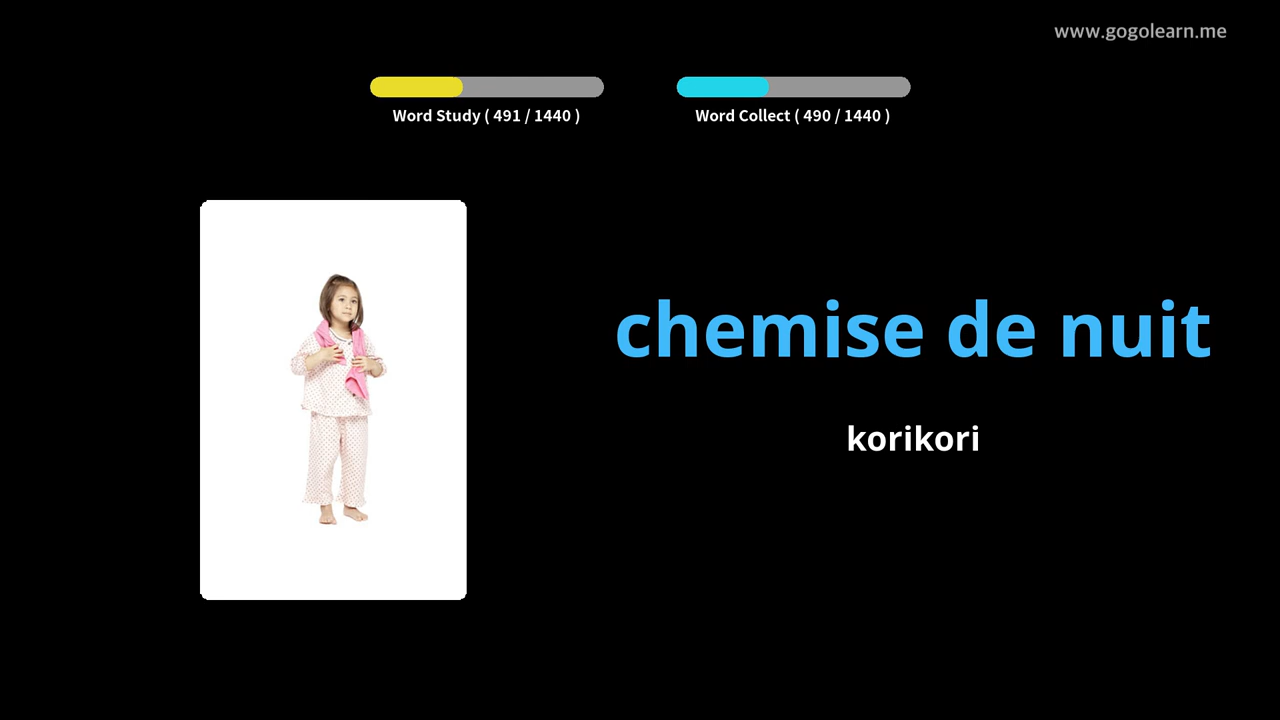 www.gogolearn.me
Word Study ( 491 / 1440 )
Word Collect ( 490 / 1440 )
chemise de nuit
korikori